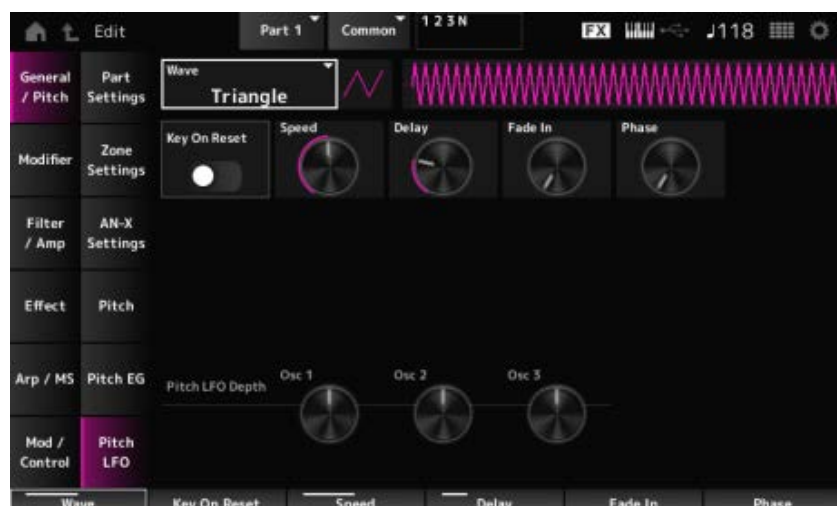 Edit
Part 1
Common
1 2 3 N
FX
♩118
General / Pitch
Part Settings
Wave
Triangle
Key On Reset
Speed
Delay
Fade In
Phase
Modifier
Zone Settings
Filter / Amp
AN-X Settings
Effect
Pitch
Arp / MS
Pitch EG
Pitch LFO Depth
Osc 1
Osc 2
Osc 3
Mod / Control
Pitch LFO
Wave
Key On Reset
Speed
Delay
Fade In
Phase